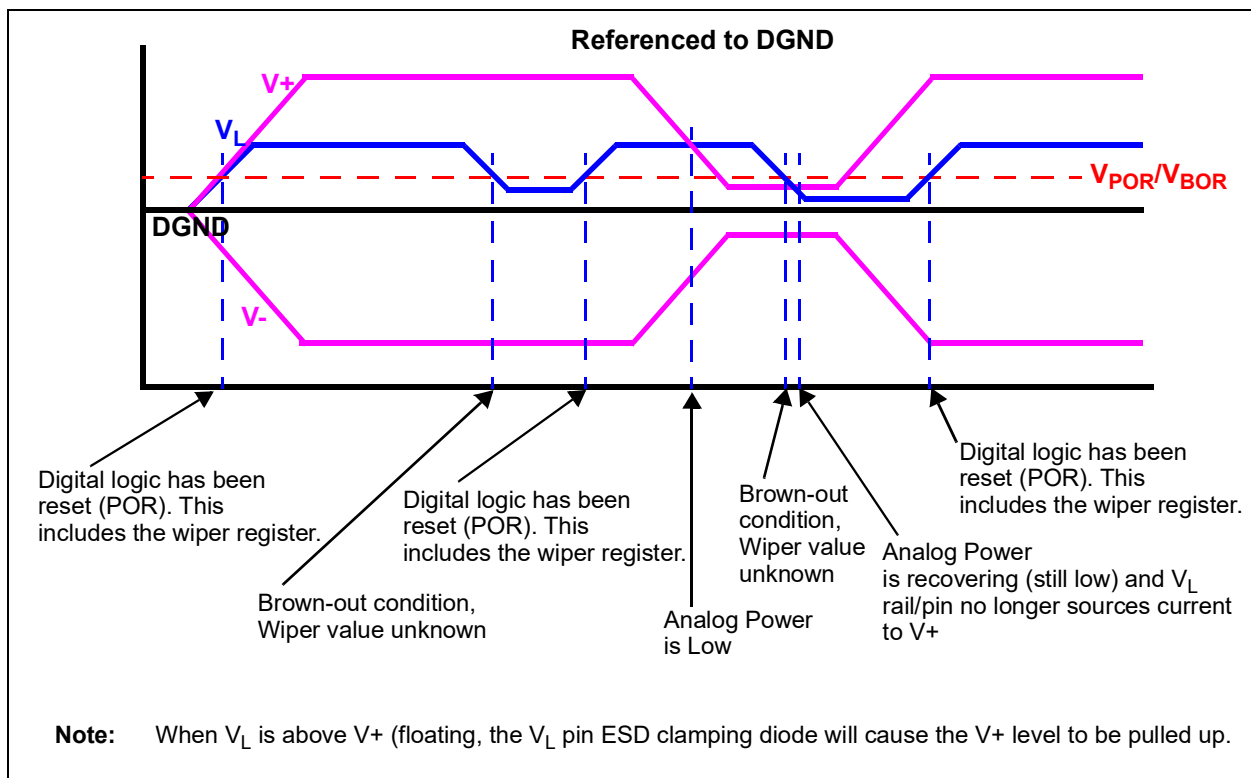 Referenced to DGND
V+
VL
VPOR/VBOR
DGND
V-
Digital logic has been
reset (POR). This
includes the wiper register.
Brown-out condition,
Wiper value unknown
Digital logic has been
reset (POR). This
includes the wiper register.
Analog Power
is Low
Brown-out
condition,
Wiper value
unknown
Analog Power
is recovering (still low) and VL
rail/pin no longer sources current
to V+
Digital logic has been
reset (POR). This
includes the wiper register.
Note: When VL is above V+ (floating, the VL pin ESD clamping diode will cause the V+ level to be pulled up.